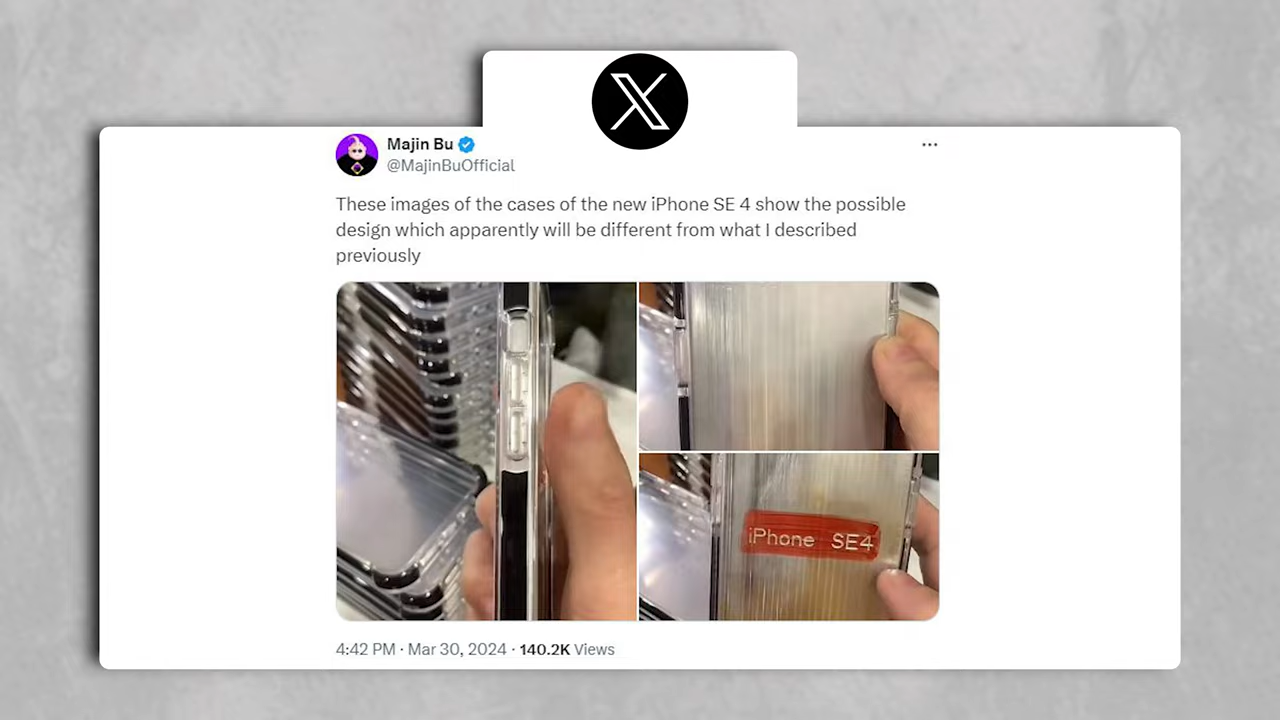 Majin Bu
@MajinBuOfficial
These images of the cases of the new iPhone SE 4 show the possible
design which apparently will be different from what I described
previously
iPhone SE4
4:42 PM · Mar 30, 2024 · 140.2K Views